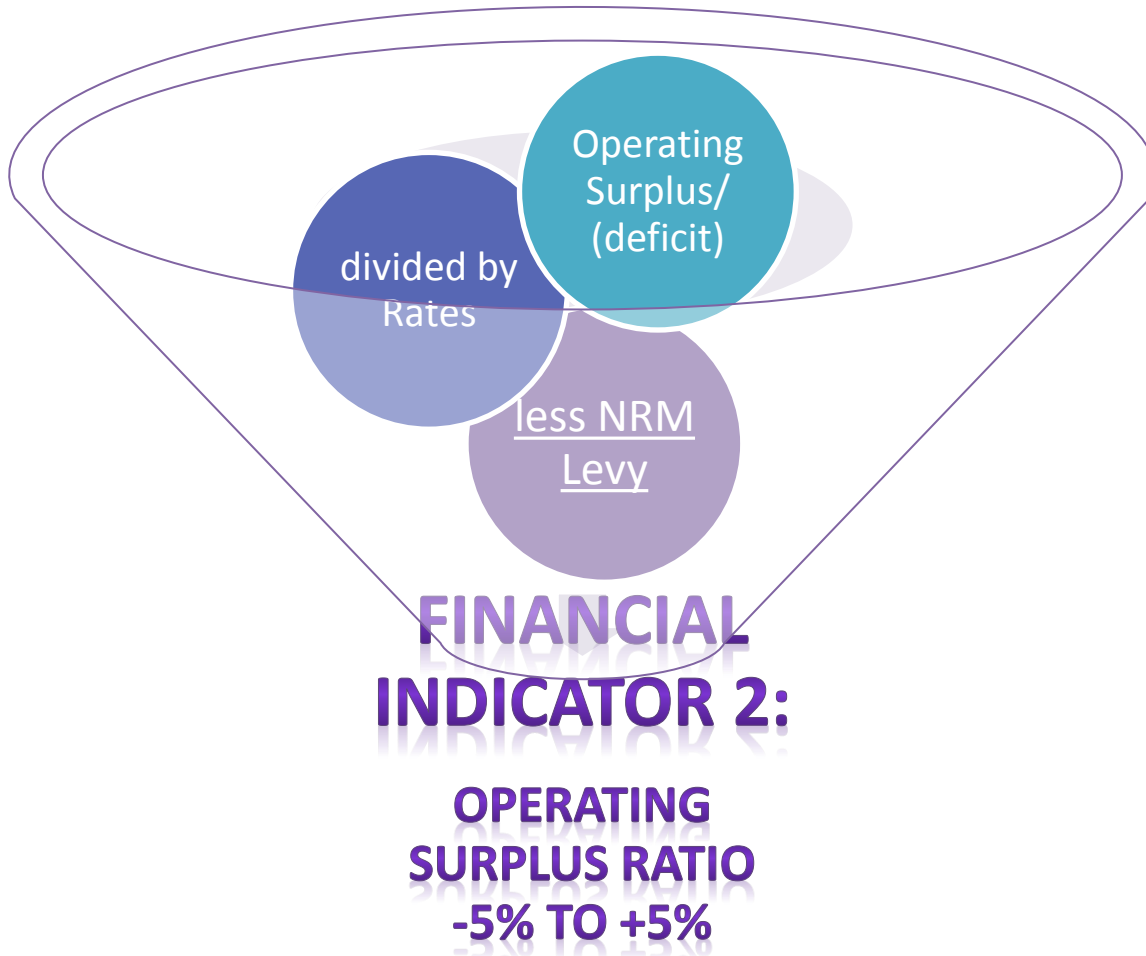 Operating
Surplus/
(deficit)
divided by
Rates
less NRM
Levy
FINANCIAL
INDICATOR 2:
OPERATING
SURPLUS RATIO
-5% TO +5%